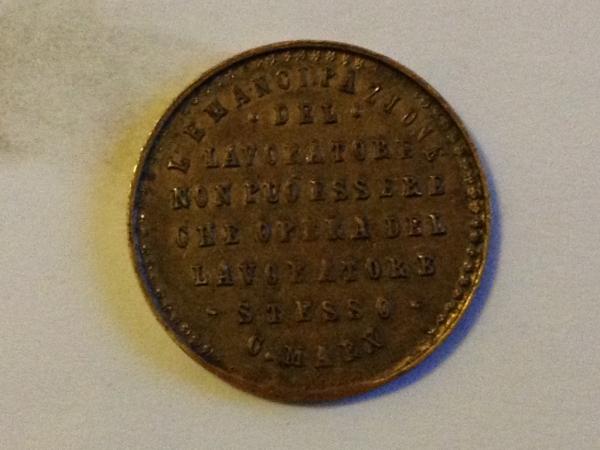 L'EMANCIPAZIONE
· DEL ·
LAVORATORE
NON PUO ESSERE
CHE OPERA DEL
LAVORATORE
- STESSO -
C. MARX